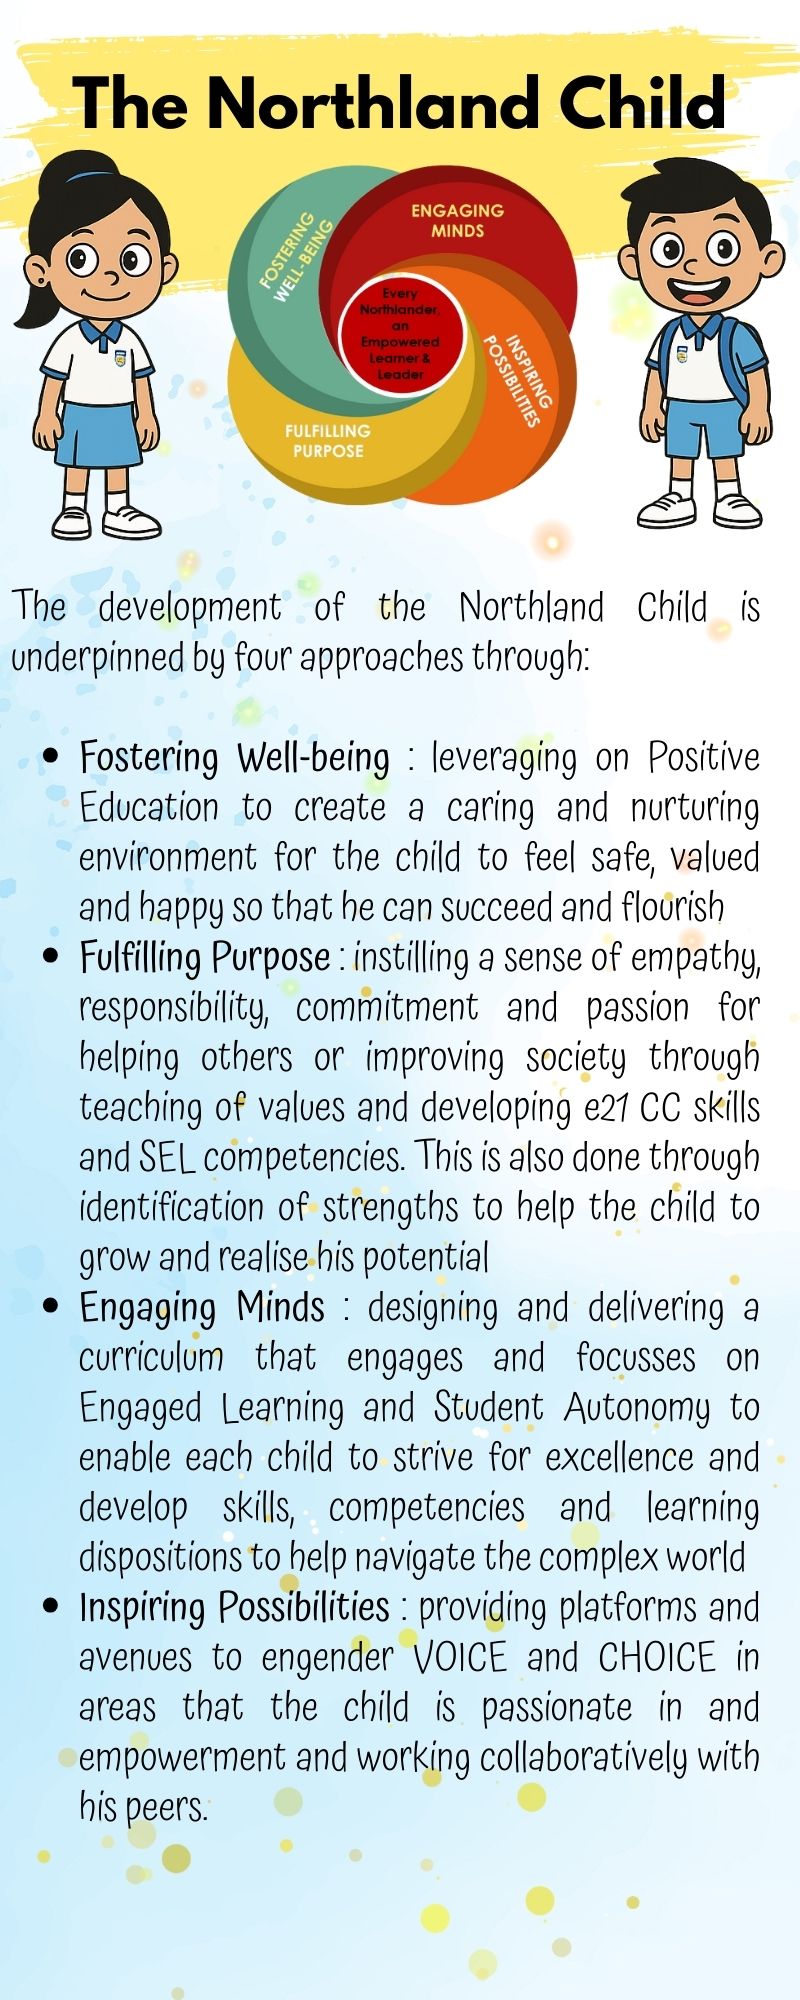 The Northland Child
FOSTERING
WELL-BEING
ENGAGING
MINDS
Every
Northlander,
an
Empowered
Learner &
Leader
INSPIRING
POSSIBILITIES
FULFILLING
PURPOSE
The development of the Northland Child is
underpinned by four approaches through:
• Fostering Well-being : leveraging on Positive
Education to create a caring and nurturing
environment for the child to feel safe, valued
and happy so that he can succeed and flourish
• Fulfilling Purpose : instilling a sense of empathy,
responsibility, commitment and passion for
helping others or improving society through
teaching of values and developing e21 CC skills
and SEL competencies. This is also done through
identification of strengths to help the child to
grow and realise his potential
• Engaging Minds : designing and delivering a
curriculum that engages and focusses on
Engaged Learning and Student Autonomy to
enable each child to strive for excellence and
develop skills, competencies and learning
dispositions to help navigate the complex world
• Inspiring Possibilities : providing platforms and
avenues to engender VOICE and CHOICE in
areas that the child is passionate in and
empowerment and working collaboratively with
his peers.